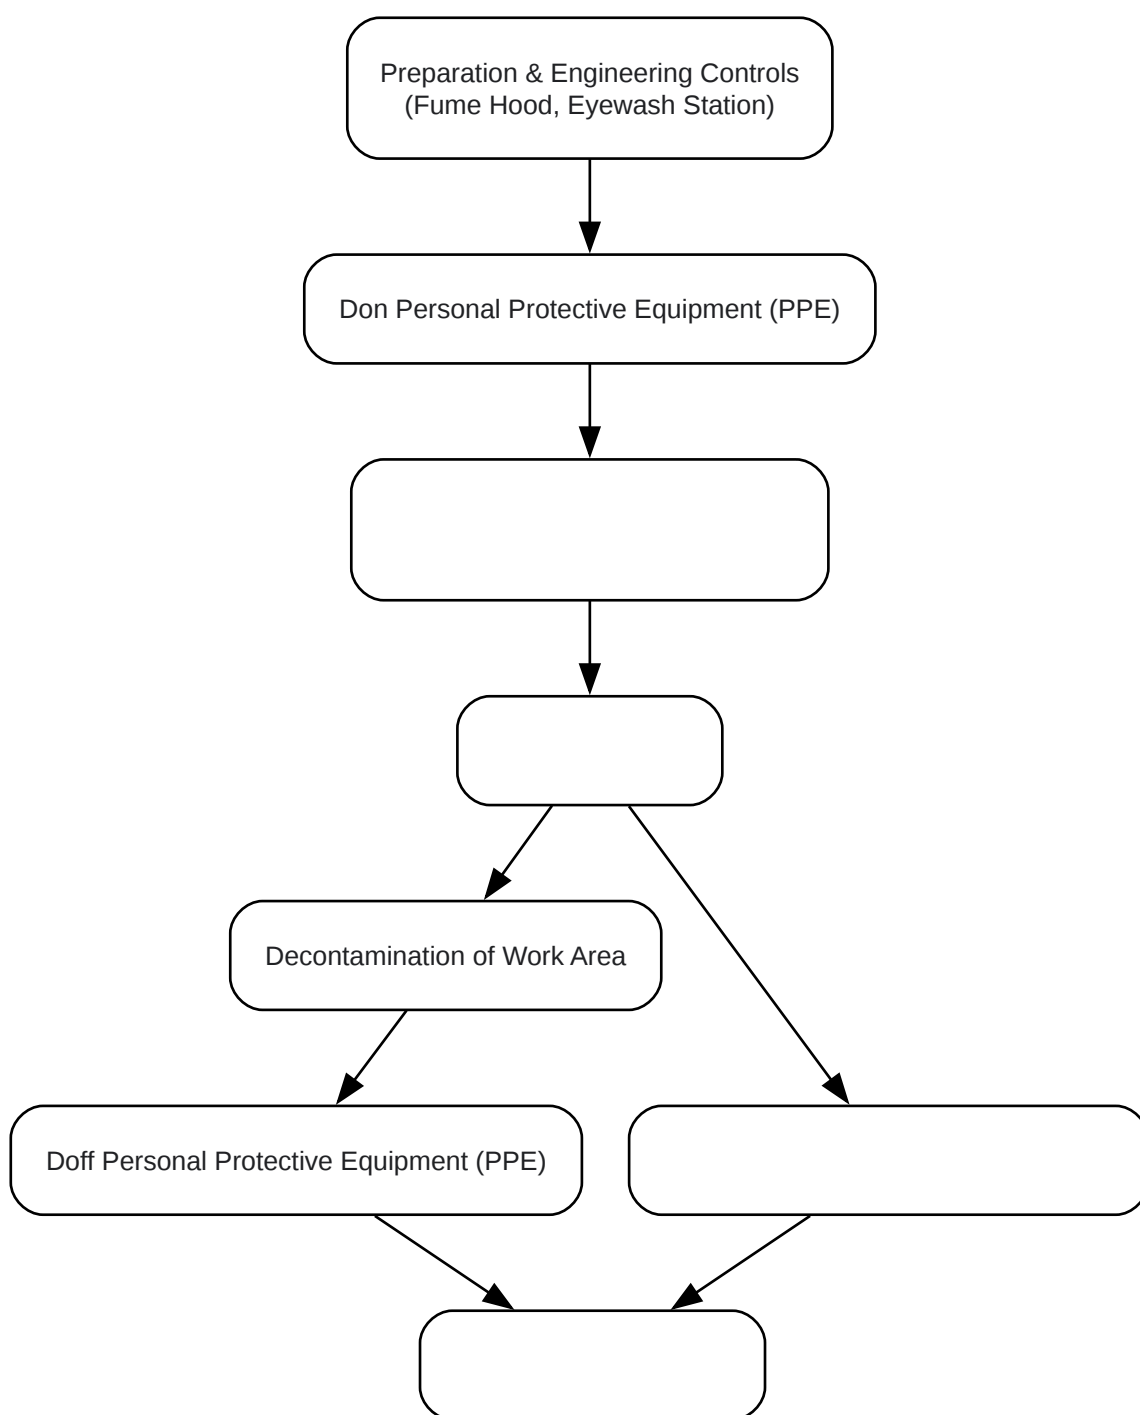 Preparation & Engineering Controls
(Fume Hood, Eyewash Station)
Don Personal Protective Equipment (PPE)
Decontamination of Work Area
Doff Personal Protective Equipment (PPE)